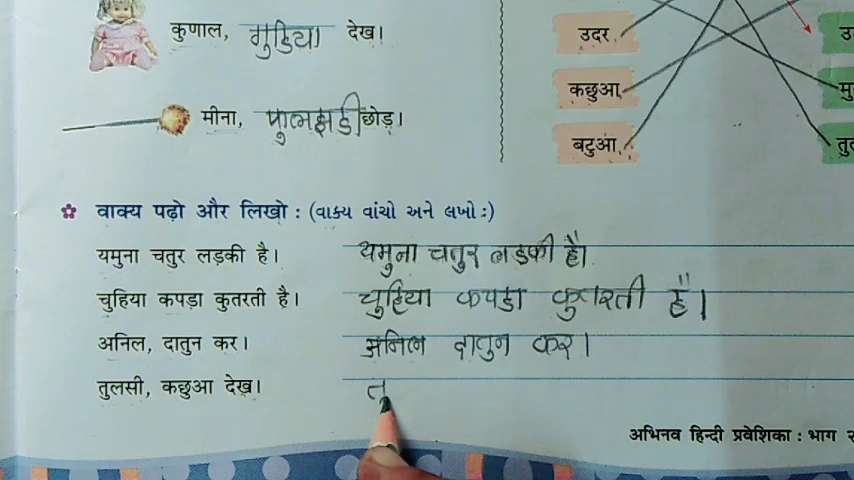 कुणाल, गुडिया देख।
मीना, फुलझडी छोड़।
उदर
कछुआ
बटुआ
उ
मु
तुल
वाक्य पढ़ो और लिखो : (વાક્ય વાંચો અને લખો :)
यमुना चतुर लड़की है। यमुना चतुर लडकी है।
चुहिया कपड़ा कुतरती है। चुहिया कपडा कुतरती है।
अनिल, दातुन कर। अनिल दातुन कर।
तुलसी, कछुआ देख। तु
अभिनव हिन्दी प्रवेशिका : भाग